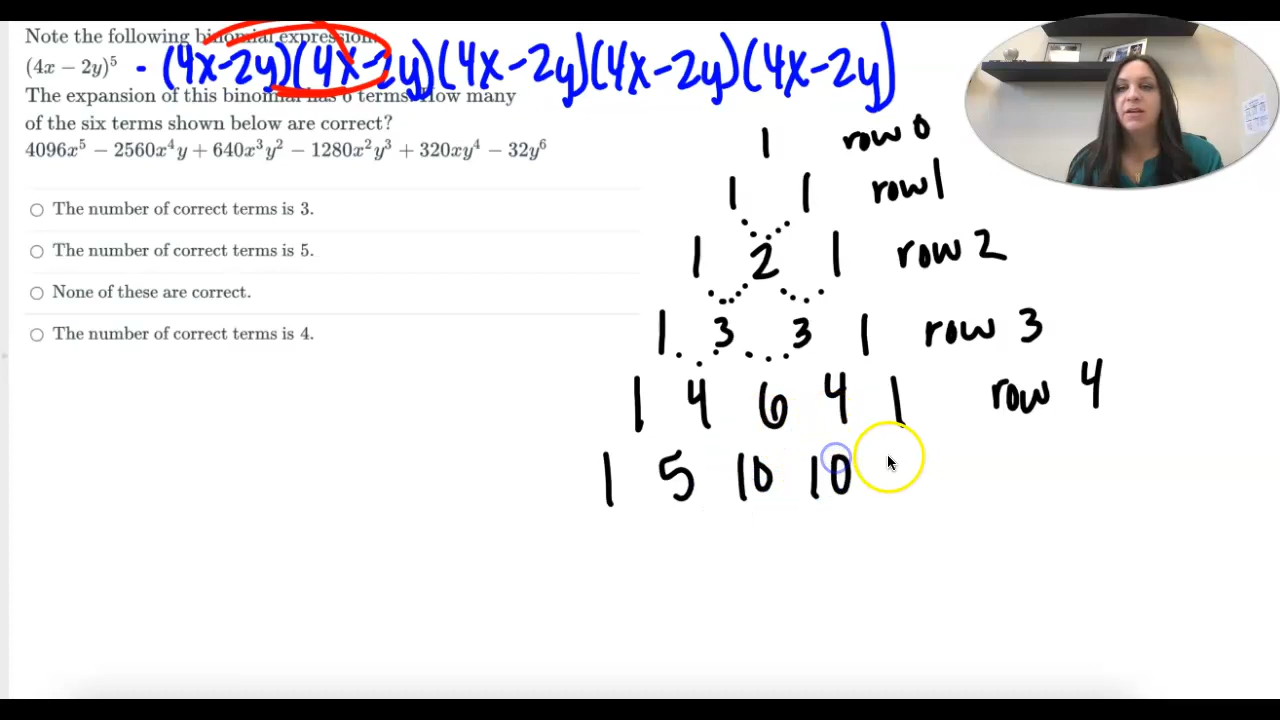 Note the following binomial expression:
(4x − 2y)⁵ - (4x-2y)(4x-2y)(4x-2y)(4x-2y)(4x-2y)
The expansion of this binomial has 6 terms. How many
of the six terms shown below are correct?
4096x⁵ − 2560x⁴y + 640x³y² − 1280x²y³ + 320xy⁴ − 32y⁶
The number of correct terms is 3.
The number of correct terms is 5.
None of these are correct.
The number of correct terms is 4.
1 row 0
1 1 row 1
1 2 1 row 2
1 3 3 1 row 3
1 4 6 4 1 row 4
1 5 10 10